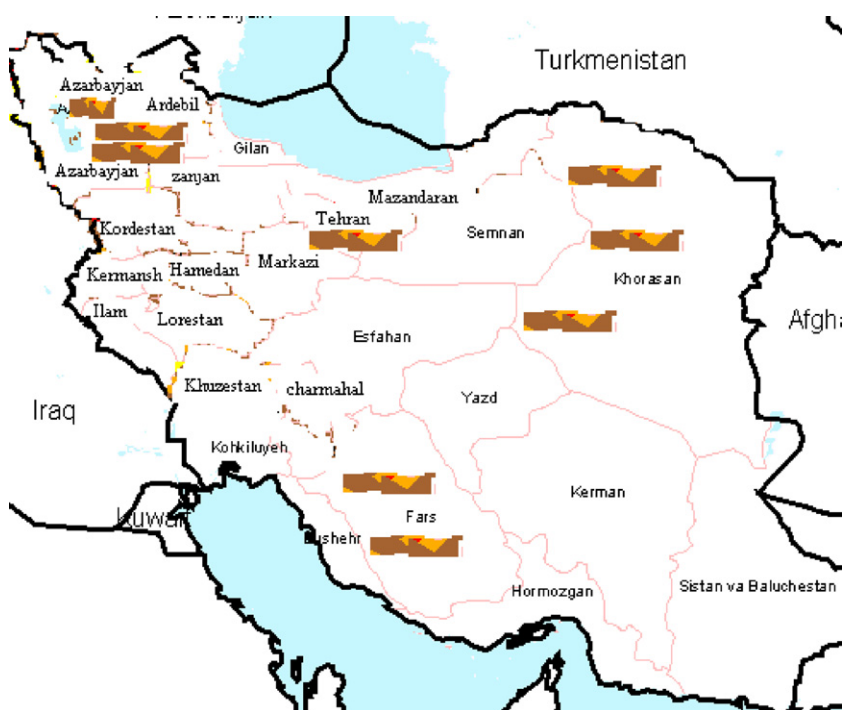 Turkmenistan
Azarbayjan
Ardebil
Gilan
Azarbayjan
zanjan
Mazandaran
Tehran
Semnan
Kordestan
Markazi
Hamedan
Kermansh
Khorasan
Ilam
Lorestan
Esfahan
Afgha
Khuzestan
charmahal
Yazd
Iraq
Kohkiluyeh
Kerman
Kuwait
Fars
Bushehr
Hormozgan
Sistan va Baluchestan